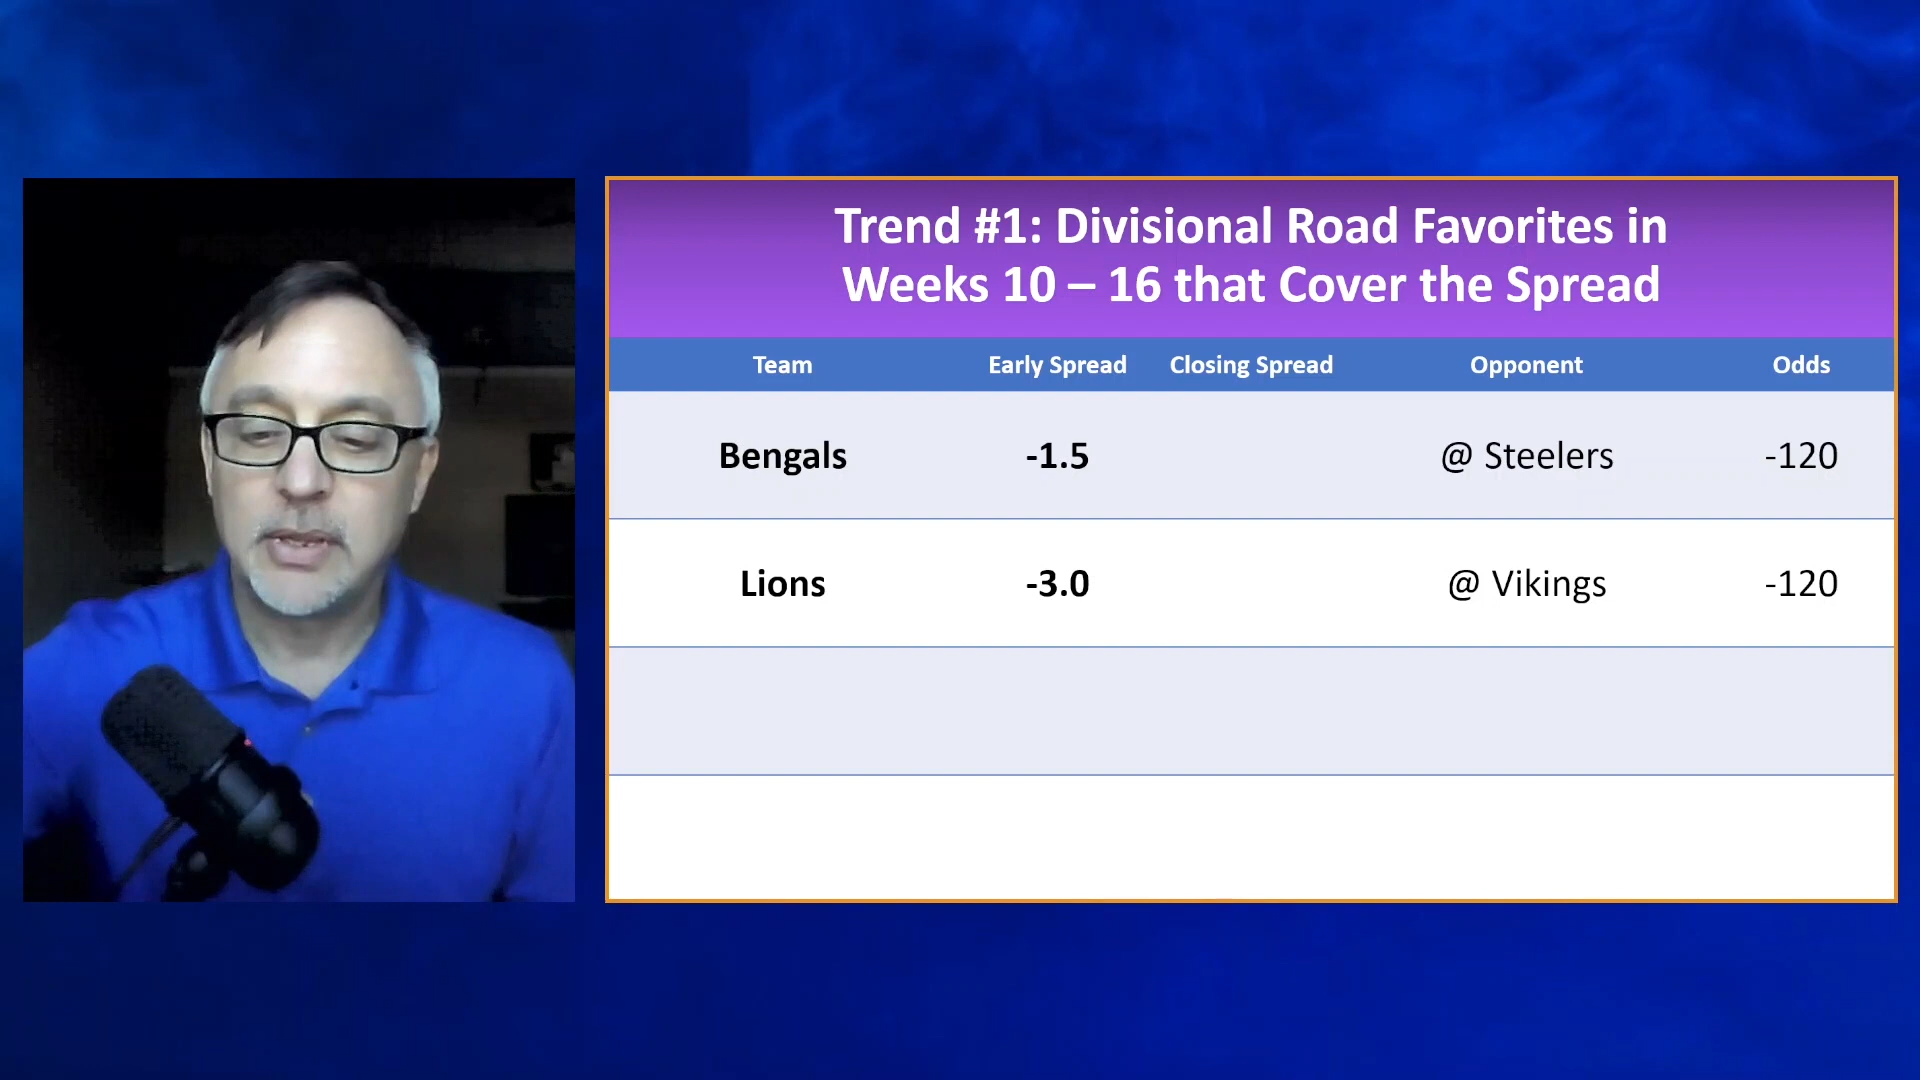 Trend #1: Divisional Road Favorites in
Weeks 10 – 16 that Cover the Spread
Team Early Spread Closing Spread Opponent Odds
Bengals -1.5 @ Steelers -120
Lions -3.0 @ Vikings -120